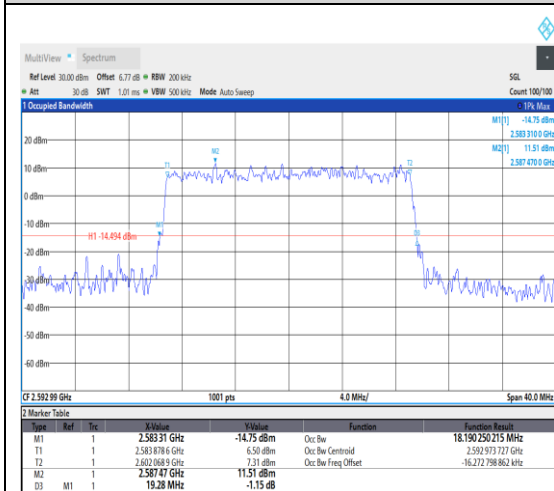 MultiView Spectrum
Ref Level 30.00 dBm Offset 6.77 dB RBW 200 kHz SGL
Att 30 dB SWT 1.01 ms VBW 500 kHz Mode Auto Sweep Count 100/100
1 Occupied Bandwidth 1Pk Max
M1[1] -14.75 dBm
2.583 310 0 GHz
M2[1] 11.51 dBm
2.587 470 0 GHz
20 dBm
10 dBm
0 dBm
-10 dBm
-20 dBm
-30 dBm
-40 dBm
-50 dBm
-60 dBm
T1
M2
T2
M1
D3
H1 -14.494 dBm
CF 2.592 99 GHz 1001 pts 4.0 MHz/ Span 40.0 MHz
2 Marker Table
Type Ref Trc X-Value Y-Value Function Function Result
M1 1 2.583 31 GHz -14.75 dBm Occ Bw 18.190 250 215 MHz
T1 1 2.583 878 6 GHz 6.50 dBm Occ Bw Centroid 2.592 973 727 GHz
T2 1 2.602 068 9 GHz 7.31 dBm Occ Bw Freq Offset -16.272 798 862 kHz
M2 1 2.587 47 GHz 11.51 dBm
D3 M1 1 19.28 MHz -1.15 dB